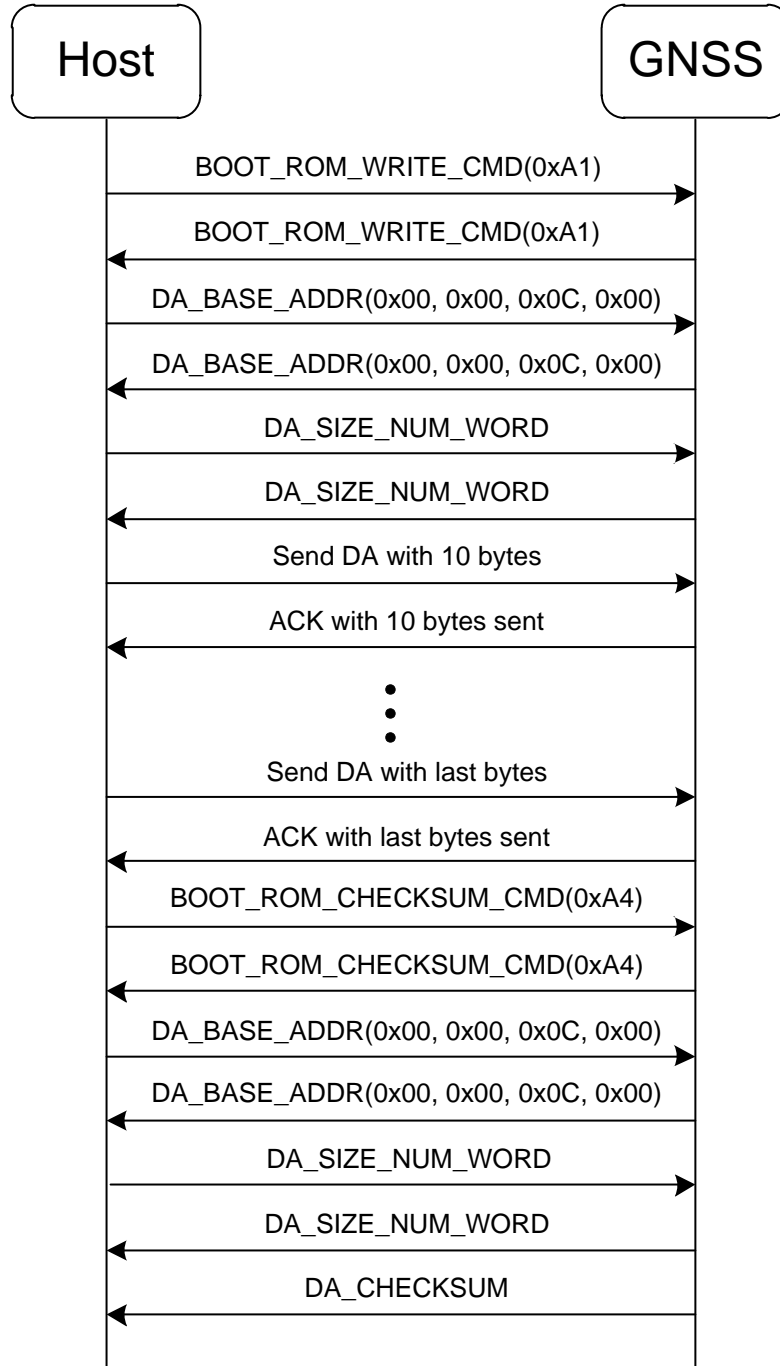 Host
GNSS
BOOT_ROM_WRITE_CMD(0xA1)
BOOT_ROM_WRITE_CMD(0xA1)
DA_BASE_ADDR(0x00, 0x00, 0x0C, 0x00)
DA_BASE_ADDR(0x00, 0x00, 0x0C, 0x00)
DA_SIZE_NUM_WORD
DA_SIZE_NUM_WORD
Send DA with 10 bytes
ACK with 10 bytes sent
Send DA with last bytes
ACK with last bytes sent
BOOT_ROM_CHECKSUM_CMD(0xA4)
BOOT_ROM_CHECKSUM_CMD(0xA4)
DA_BASE_ADDR(0x00, 0x00, 0x0C, 0x00)
DA_BASE_ADDR(0x00, 0x00, 0x0C, 0x00)
DA_SIZE_NUM_WORD
DA_SIZE_NUM_WORD
DA_CHECKSUM